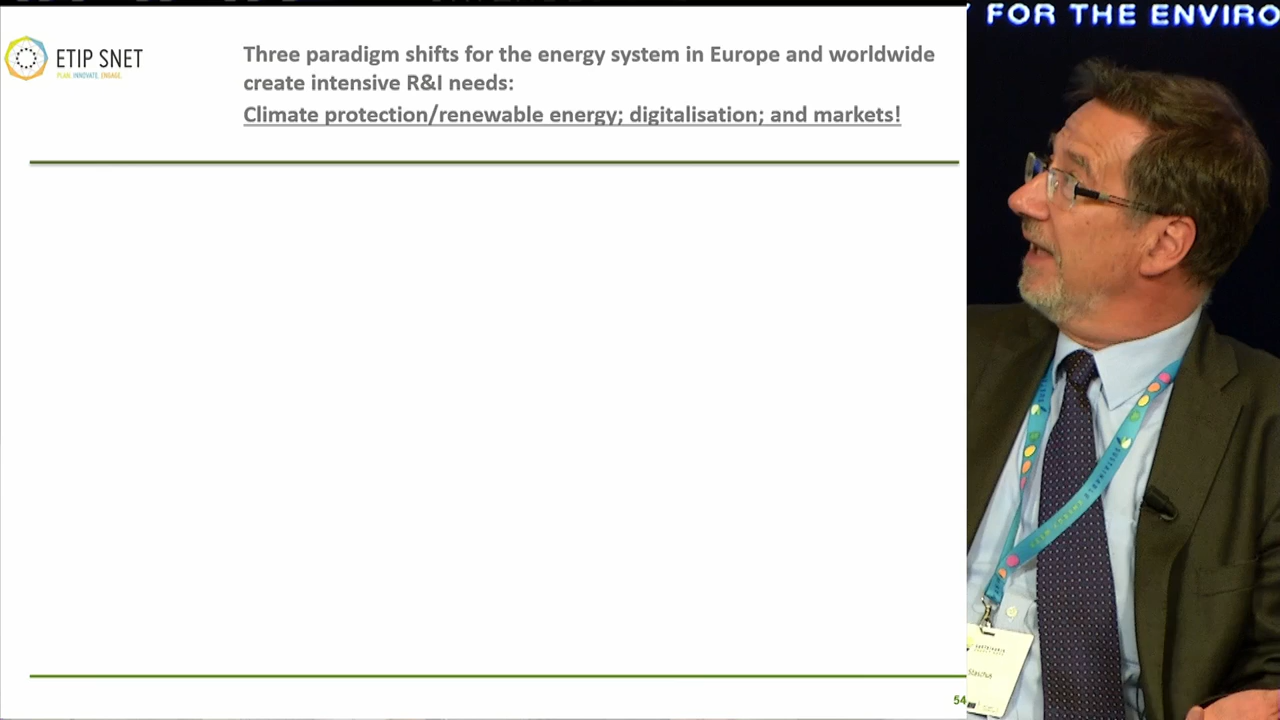 Y FOR THE ENVIRO
ETIP SNET
PLAN. INNOVATE. ENGAGE.
Three paradigm shifts for the energy system in Europe and worldwide
create intensive R&I needs:
Climate protection/renewable energy; digitalisation; and markets!
54